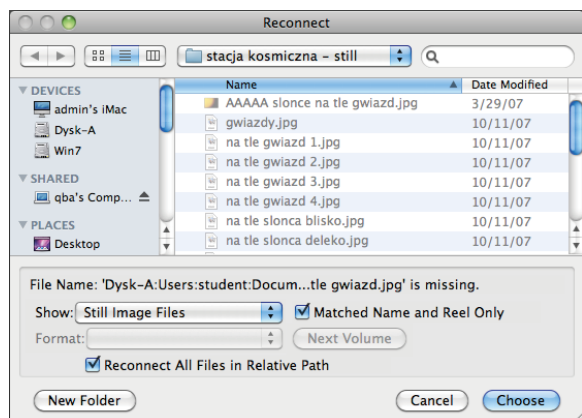 Reconnect
stacja kosmiczna – still
Name Date Modified
DEVICES
admin's iMac
Dysk-A
Win7
SHARED
qba's Comp...
PLACES
Desktop
AAAAA slonce na tle gwiazd.jpg 3/29/07
gwiazdy.jpg 10/11/07
na tle gwiazd 1.jpg 10/11/07
na tle gwiazd 2.jpg 10/11/07
na tle gwiazd 3.jpg 10/11/07
na tle gwiazd 4.jpg 10/11/07
na tle slonca blisko.jpg 10/11/07
na tle slonca deleko.jpg 10/11/07
File Name: 'Dysk-A:Users:student:Docum...tle gwiazd.jpg' is missing.
Show: Still Image Files Matched Name and Reel Only
Format: Next Volume
Reconnect All Files in Relative Path
New Folder Cancel Choose